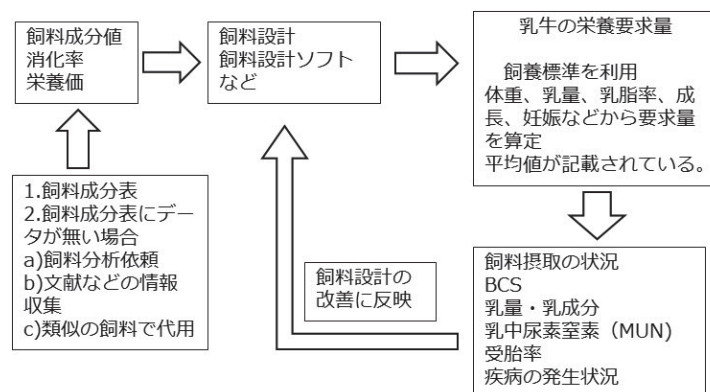 飼料成分値
消化率
栄養価
飼料設計
飼料設計ソフト
など
乳牛の栄養要求量
飼養標準を利用
体重、乳量、乳脂率、成
長、妊娠などから要求量
を算定
平均値が記載されている。
1.飼料成分表
2.飼料成分表にデー
タが無い場合
a)飼料分析依頼
b)文献などの情報
収集
c)類似の飼料で代用
飼料設計の
改善に反映
飼料摂取の状況
BCS
乳量・乳成分
乳中尿素窒素（MUN)
受胎率
疾病の発生状況